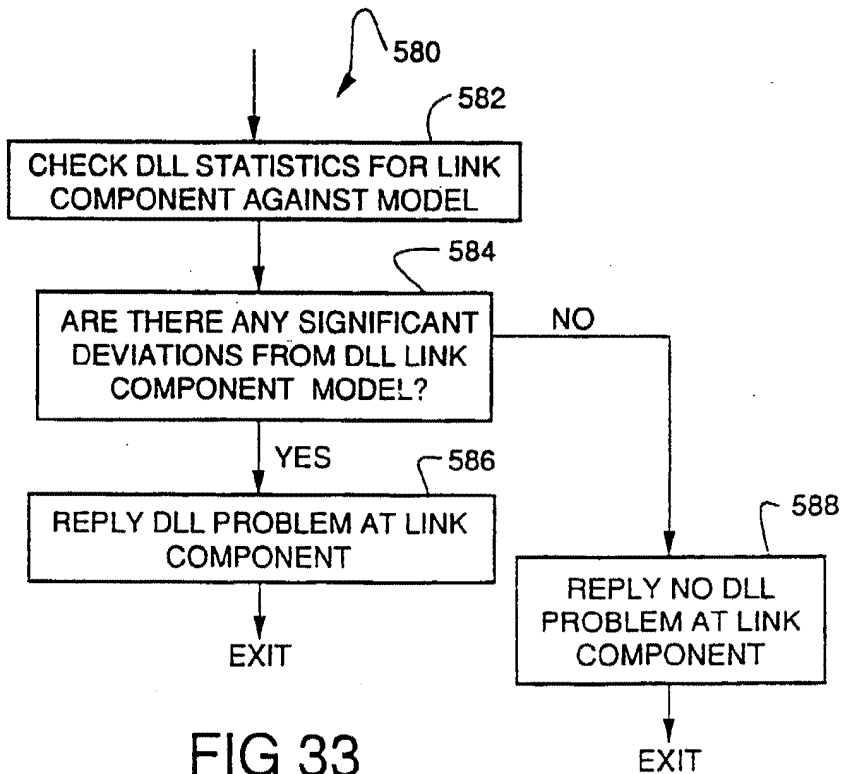 580
582
CHECK DLL STATISTICS FOR LINK
COMPONENT AGAINST MODEL
584
ARE THERE ANY SIGNIFICANT
DEVIATIONS FROM DLL LINK
COMPONENT MODEL?
NO
YES
586
REPLY DLL PROBLEM AT LINK
COMPONENT
EXIT
588
REPLY NO DLL
PROBLEM AT LINK
COMPONENT
EXIT
FIG 33